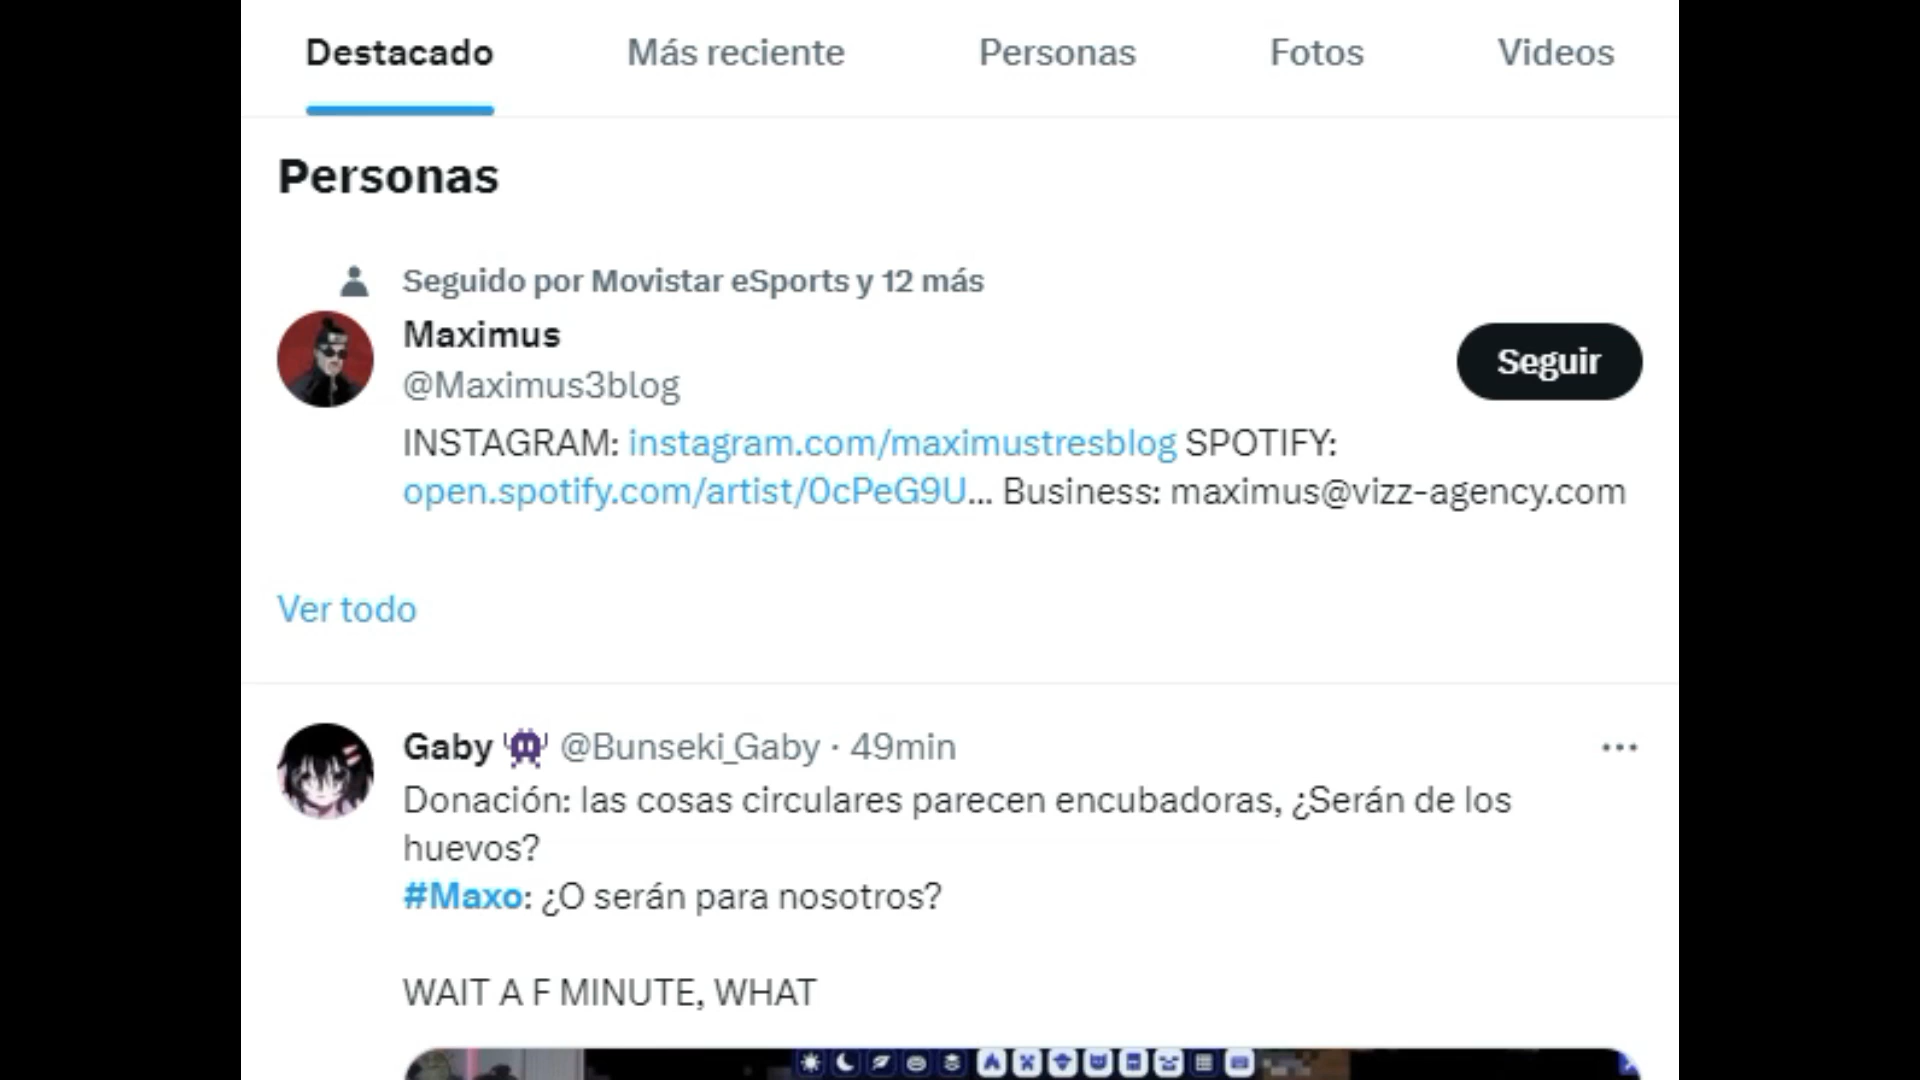 Destacado Más reciente Personas Fotos Videos
Personas
Seguido por Movistar eSports y 12 más
Maximus
@Maximus3blog
Seguir
INSTAGRAM: instagram.com/maximustresblog SPOTIFY:
open.spotify.com/artist/0cPeG9U... Business: maximus@vizz-agency.com
Ver todo
Gaby @Bunseki_Gaby · 49min
Donación: las cosas circulares parecen encubadoras, ¿Serán de los
huevos?
#Maxo: ¿O serán para nosotros?
WAIT A F MINUTE, WHAT